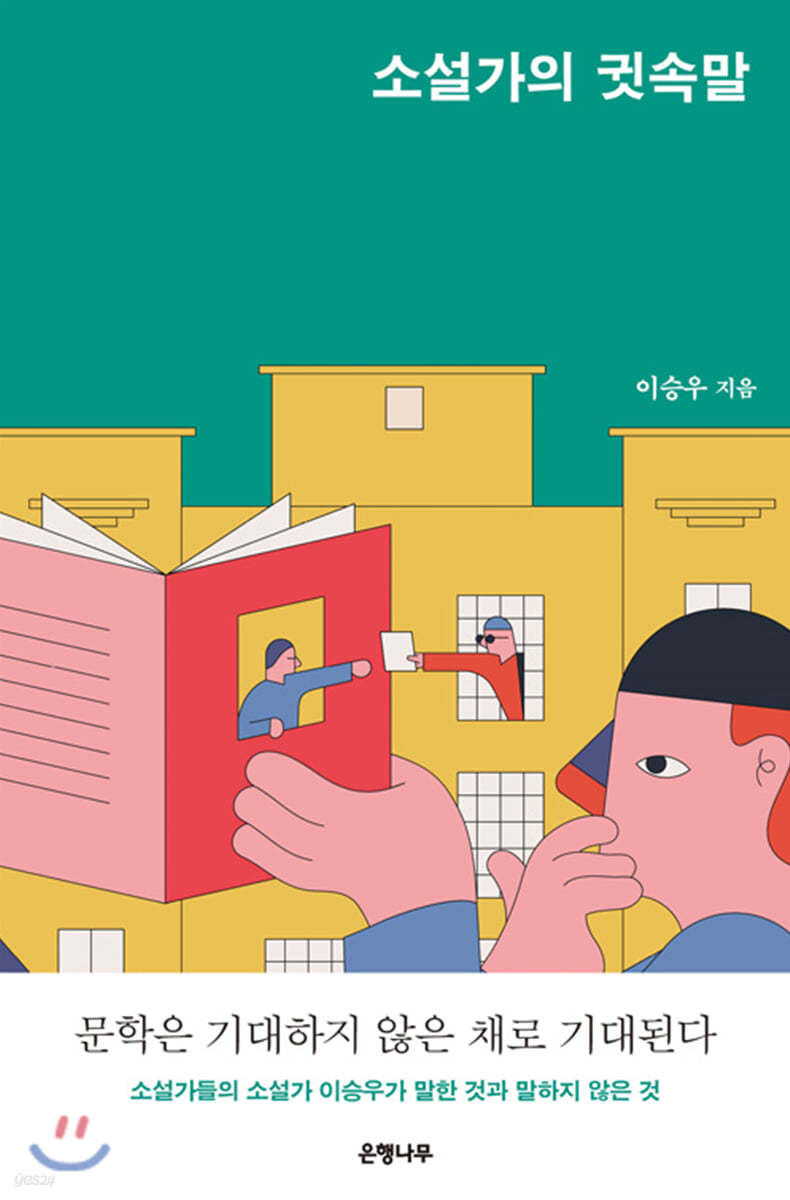 소설가의 귓속말
이승우 지음
문학은 기대하지 않은 채로 기대된다
소설가들의 소설가 이승우가 말한 것과 말하지 않은 것
은행나무
yes24